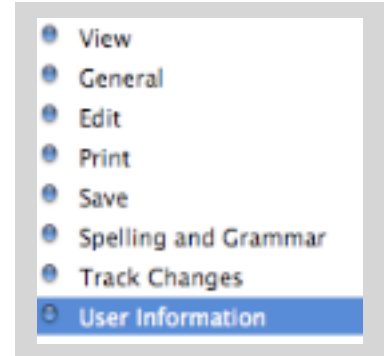 View
General
Edit
Print
Save
Spelling and Grammar
Track Changes
User Information